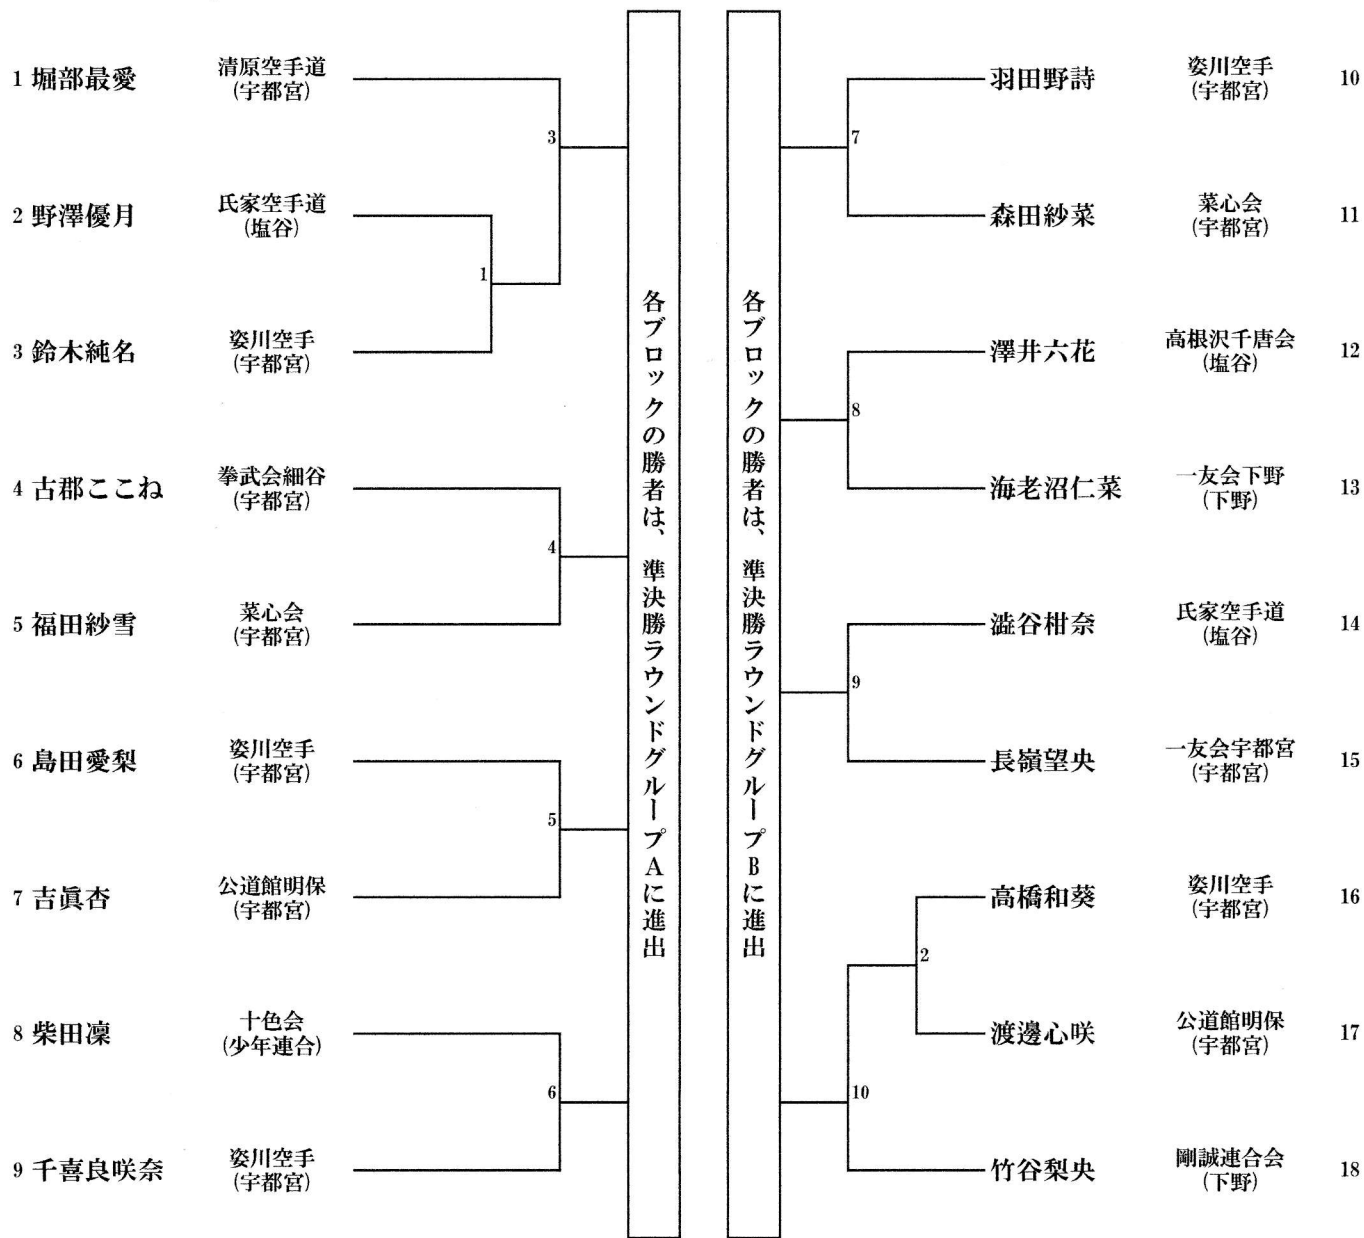 1 堀部最愛 清原空手道
(宇都宮)
3
2 野澤優月 氏家空手道
(塩谷)
1
3 鈴木純名 姿川空手
(宇都宮)
4 古郡ここね 拳武会細谷
(宇都宮)
4
5 福田紗雪 菜心会
(宇都宮)
6 島田愛梨 姿川空手
(宇都宮)
5
7 吉眞杏 公道館明保
(宇都宮)
8 柴田凜 十色会
(少年連合)
6
9 千喜良咲奈 姿川空手
(宇都宮)
各ブロックの勝者は、準決勝ラウンドグループAに進出
各ブロックの勝者は、準決勝ラウンドグループBに進出
羽田野詩 姿川空手 10
(宇都宮)
7
森田紗菜 菜心会 11
(宇都宮)
澤井六花 高根沢千唐会 12
(塩谷)
8
海老沼仁菜 一友会下野 13
(下野)
澁谷柑奈 氏家空手道 14
(塩谷)
9
長嶺望央 一友会宇都宮 15
(宇都宮)
高橋和葵 姿川空手 16
(宇都宮)
2
渡邊心咲 公道館明保 17
(宇都宮)
10
竹谷梨央 剛誠連合会 18
(下野)